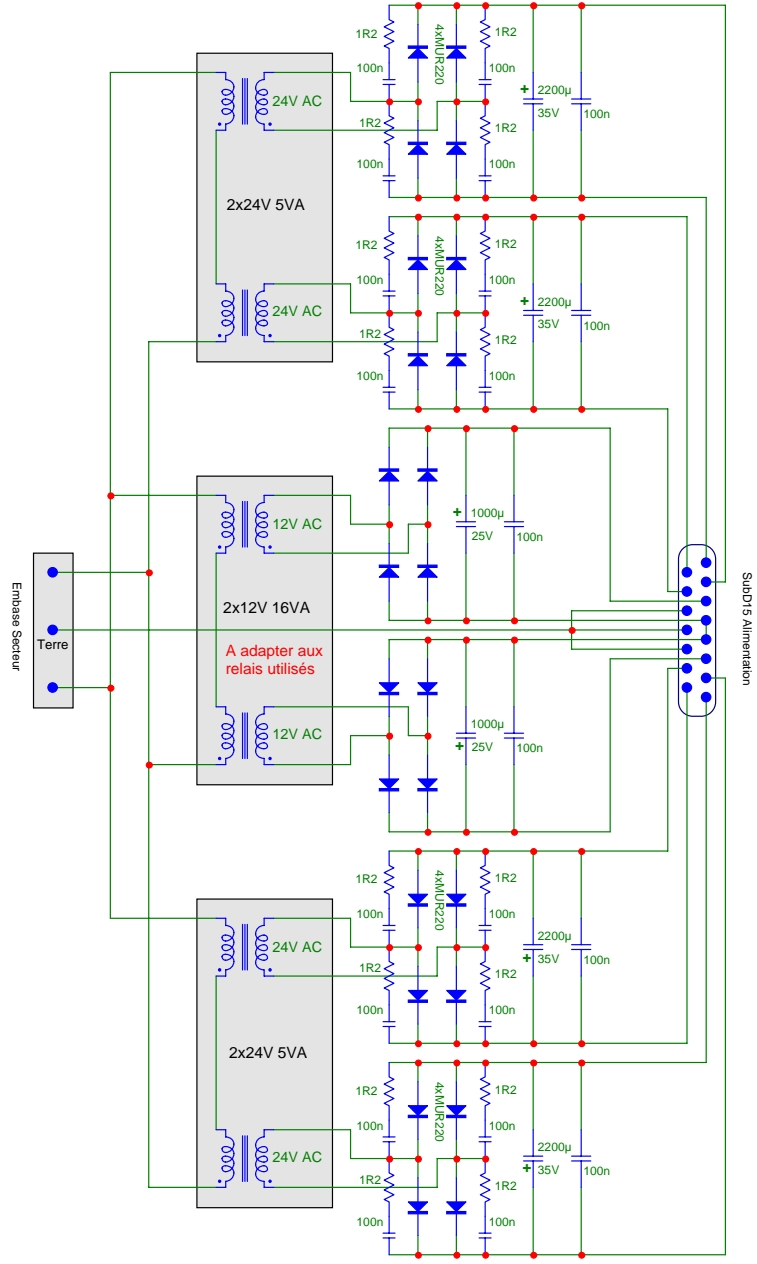 1R2
4xMUR220
1R2
100n
100n
24V AC
+ 2200µ
35V
100n
1R2
1R2
100n
100n
2x24V 5VA
1R2
4xMUR220
1R2
100n
100n
24V AC
+ 2200µ
35V
100n
1R2
1R2
100n
100n
12V AC
+ 1000µ
25V
100n
2x12V 16VA
A adapter aux
relais utilisés
Embase Secteur
Terre
SubD15 Alimentation
12V AC
1000µ
+ 25V
100n
1R2
4xMUR220
1R2
100n
100n
24V AC
2200µ
+ 35V
100n
1R2
1R2
100n
100n
2x24V 5VA
1R2
4xMUR220
1R2
100n
100n
24V AC
2200µ
+ 35V
100n
1R2
1R2
100n
100n